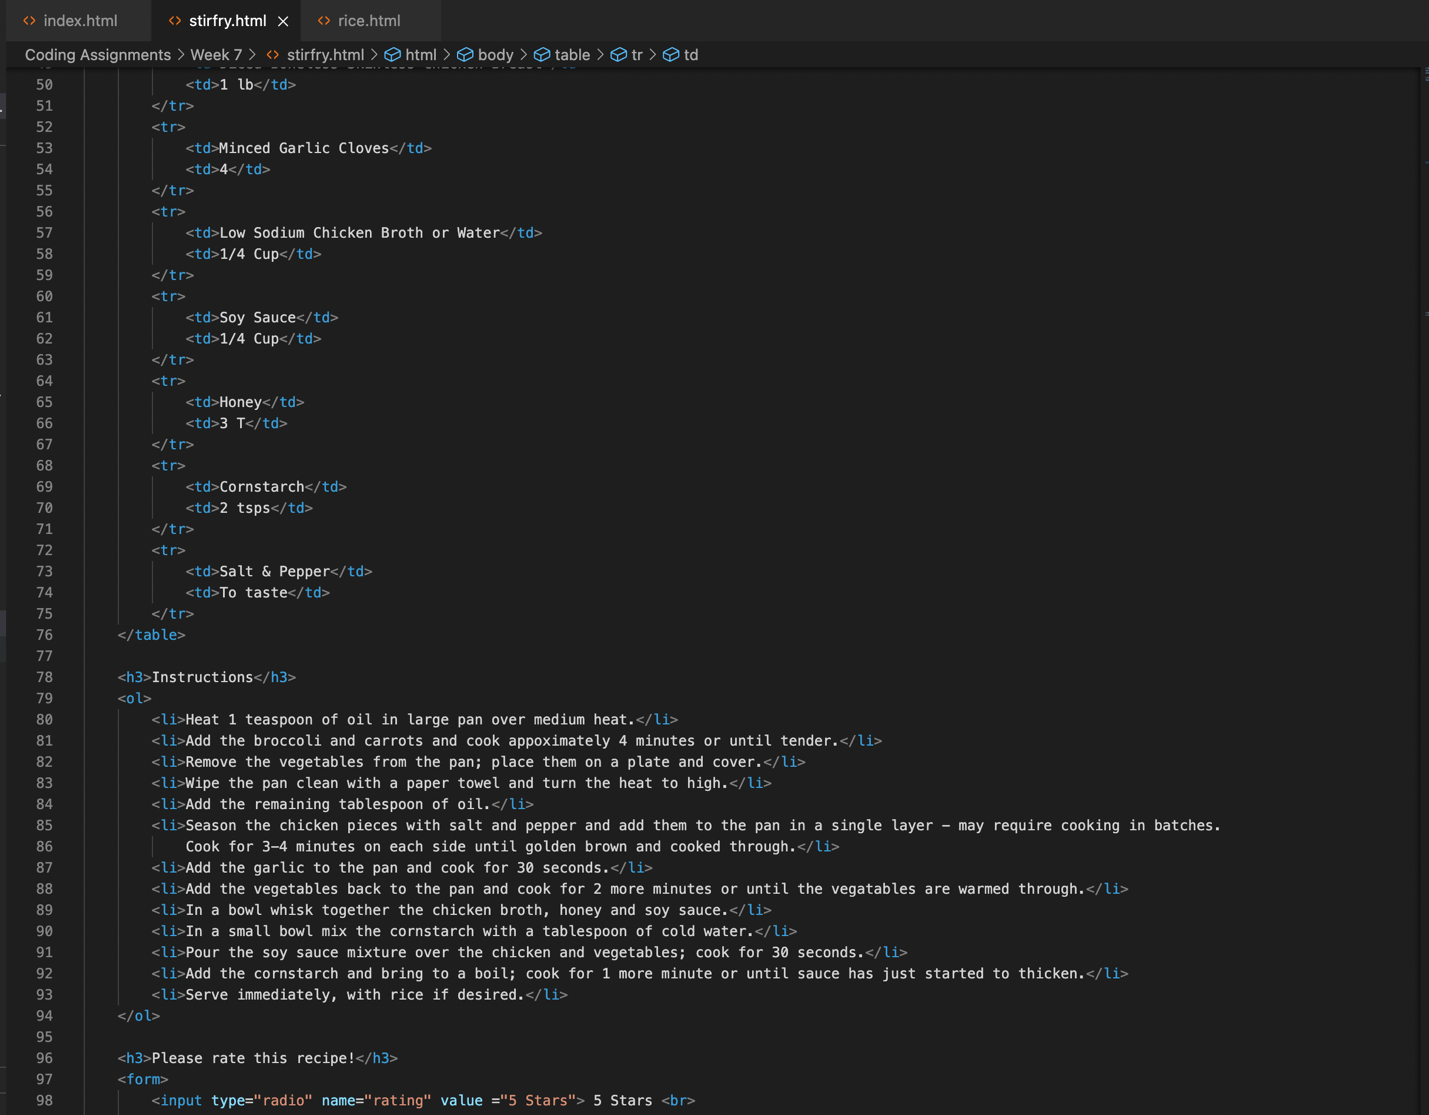 index.html
stirfry.html
rice.html
Coding Assignments > Week 7 > stirfry.html > html > body > table > tr > td
50 <td>1 lb</td>
51 </tr>
52 <tr>
53 <td>Minced Garlic Cloves</td>
54 <td>4</td>
55 </tr>
56 <tr>
57 <td>Low Sodium Chicken Broth or Water</td>
58 <td>1/4 Cup</td>
59 </tr>
60 <tr>
61 <td>Soy Sauce</td>
62 <td>1/4 Cup</td>
63 </tr>
64 <tr>
65 <td>Honey</td>
66 <td>3 T</td>
67 </tr>
68 <tr>
69 <td>Cornstarch</td>
70 <td>2 tsps</td>
71 </tr>
72 <tr>
73 <td>Salt & Pepper</td>
74 <td>To taste</td>
75 </tr>
76 </table>
77
78 <h3>Instructions</h3>
79 <ol>
80 <li>Heat 1 teaspoon of oil in large pan over medium heat.</li>
81 <li>Add the broccoli and carrots and cook appoximately 4 minutes or until tender.</li>
82 <li>Remove the vegetables from the pan; place them on a plate and cover.</li>
83 <li>Wipe the pan clean with a paper towel and turn the heat to high.</li>
84 <li>Add the remaining tablespoon of oil.</li>
85 <li>Season the chicken pieces with salt and pepper and add them to the pan in a single layer – may require cooking in batches.
86 Cook for 3–4 minutes on each side until golden brown and cooked through.</li>
87 <li>Add the garlic to the pan and cook for 30 seconds.</li>
88 <li>Add the vegetables back to the pan and cook for 2 more minutes or until the vegatables are warmed through.</li>
89 <li>In a bowl whisk together the chicken broth, honey and soy sauce.</li>
90 <li>In a small bowl mix the cornstarch with a tablespoon of cold water.</li>
91 <li>Pour the soy sauce mixture over the chicken and vegetables; cook for 30 seconds.</li>
92 <li>Add the cornstarch and bring to a boil; cook for 1 more minute or until sauce has just started to thicken.</li>
93 <li>Serve immediately, with rice if desired.</li>
94 </ol>
95
96 <h3>Please rate this recipe!</h3>
97 <form>
98 <input type="radio" name="rating" value ="5 Stars"> 5 Stars <br>